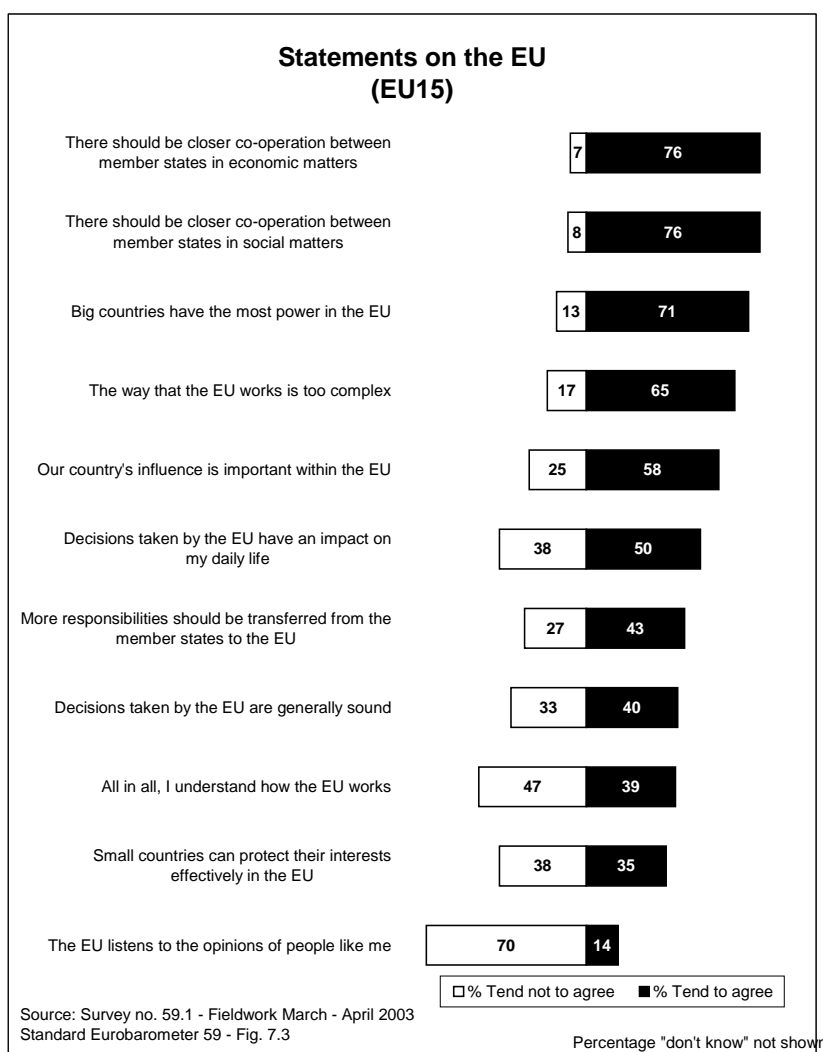 Statements on the EU
(EU15)
There should be closer co-operation between
member states in economic matters
7
76
There should be closer co-operation between
member states in social matters
8
76
Big countries have the most power in the EU
13
71
The way that the EU works is too complex
17
65
Our country's influence is important within the EU
25
58
Decisions taken by the EU have an impact on
my daily life
38
50
More responsibilities should be transferred from the
member states to the EU
27
43
Decisions taken by the EU are generally sound
33
40
All in all, I understand how the EU works
47
39
Small countries can protect their interests
effectively in the EU
38
35
The EU listens to the opinions of people like me
70
14
% Tend not to agree
% Tend to agree
Source: Survey no. 59.1 - Fieldwork March - April 2003
Standard Eurobarometer 59 - Fig. 7.3
Percentage "don't know" not shown